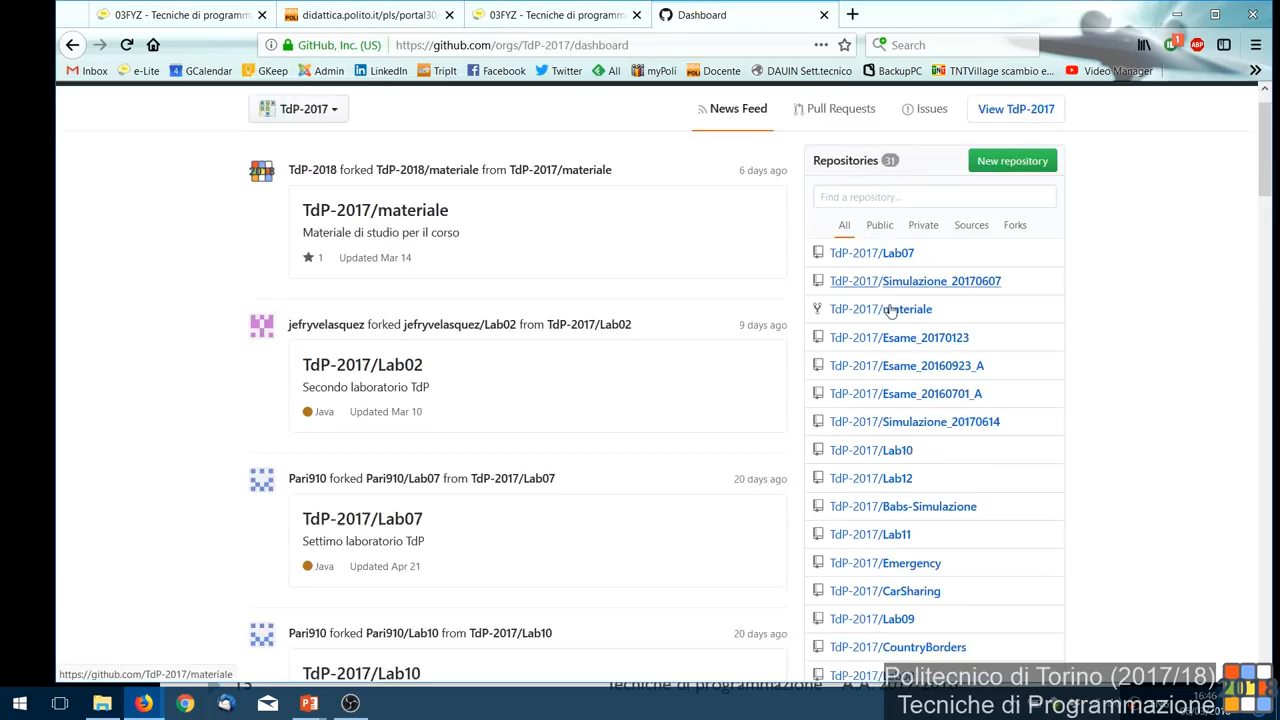 03FYZ - Tecniche di programm
didattica.polito.it/pls/portal30
03FYZ - Tecniche di programm
Dashboard
GitHub, Inc. (US)
https://github.com/orgs/TdP-2017/dashboard
Search
1
ABP
Inbox
e-Lite
GCalendar
GKeep
Admin
LinkedIn
TripIt
Facebook
Twitter
All
myPoli
Docente
DAUIN Sett.tecnico
BackupPC
TNTVillage scambio e...
Video Manager
TdP-2017
News Feed
Pull Requests
Issues
View TdP-2017
TdP-2018 forked TdP-2018/materiale from TdP-2017/materiale
6 days ago
TdP-2017/materiale
Materiale di studio per il corso
1
Updated Mar 14
jefryvelasquez forked jefryvelasquez/Lab02 from TdP-2017/Lab02
9 days ago
TdP-2017/Lab02
Secondo laboratorio TdP
Java
Updated Mar 10
Pari910 forked Pari910/Lab07 from TdP-2017/Lab07
20 days ago
TdP-2017/Lab07
Settimo laboratorio TdP
Java
Updated Apr 21
Pari910 forked Pari910/Lab10 from TdP-2017/Lab10
20 days ago
TdP-2017/Lab10
Repositories 31
New repository
Find a repository...
All
Public
Private
Sources
Forks
TdP-2017/Lab07
TdP-2017/Simulazione_20170607
TdP-2017/materiale
TdP-2017/Esame_20170123
TdP-2017/Esame_20160923_A
TdP-2017/Esame_20160701_A
TdP-2017/Simulazione_20170614
TdP-2017/Lab10
TdP-2017/Lab12
TdP-2017/Babs-Simulazione
TdP-2017/Lab11
TdP-2017/Emergency
TdP-2017/CarSharing
TdP-2017/Lab09
TdP-2017/CountryBorders
https://github.com/TdP-2017/materiale
Politecnico di Torino (2017/18)
Tecniche di Programmazione
2018
16:46